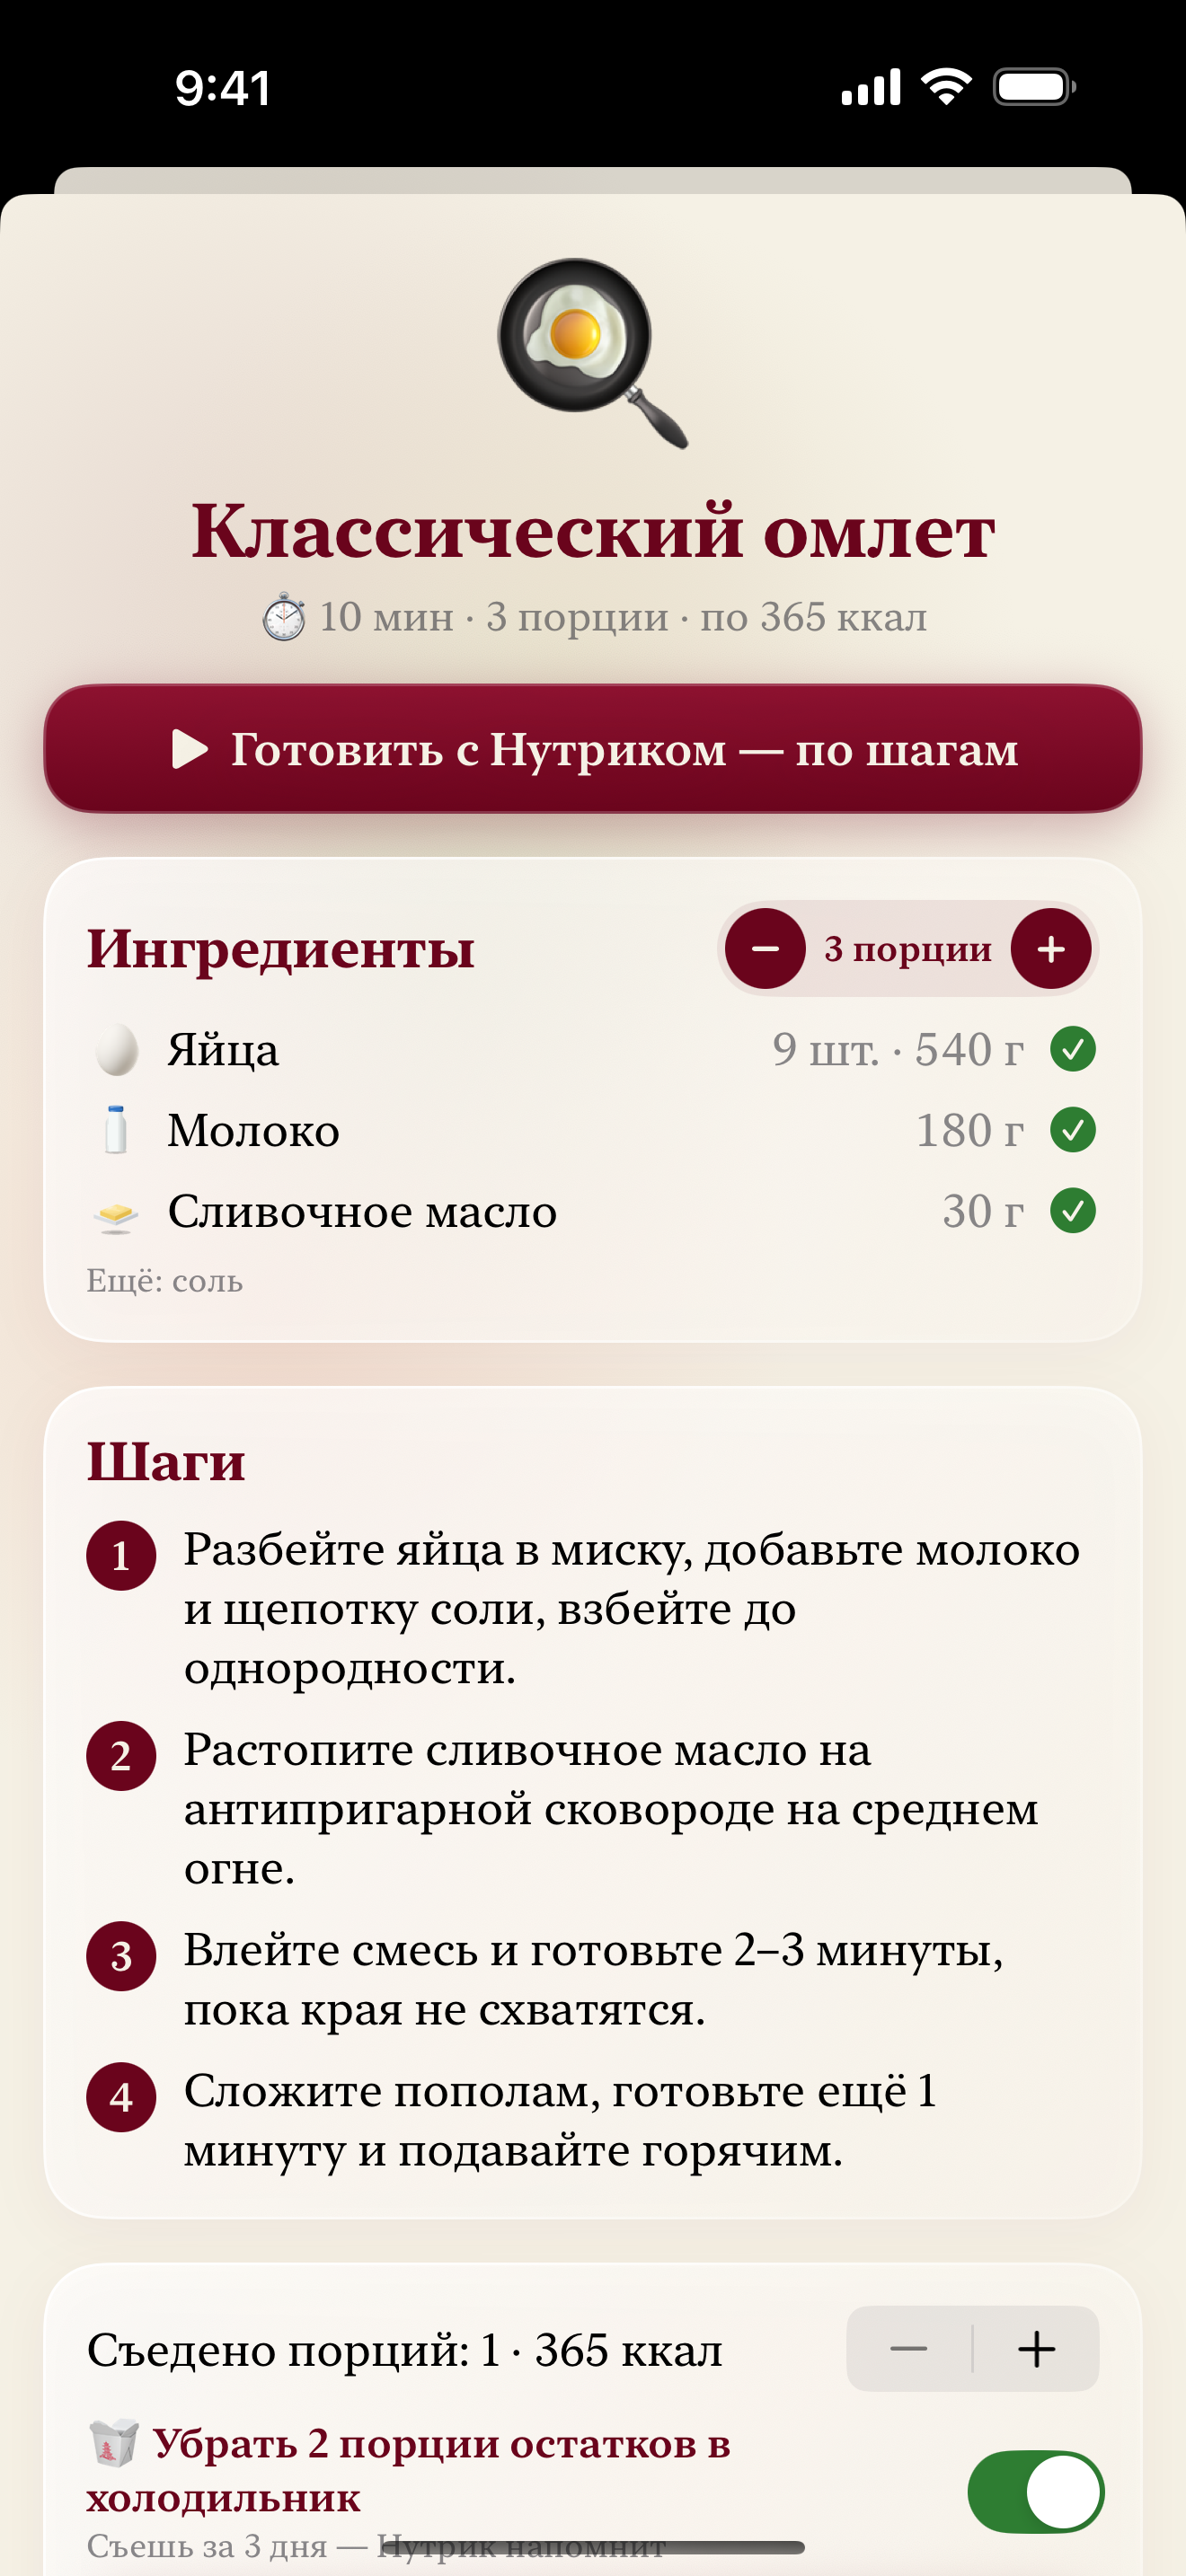 9:41
Классический омлет
10 мин · 3 порции · по 365 ккал
Готовить с Нутриком — по шагам
Ингредиенты
3 порции
Яйца 9 шт. · 540 г
Молоко 180 г
Сливочное масло 30 г
Ещё: соль
Шаги
1 Разбейте яйца в миску, добавьте молоко
и щепотку соли, взбейте до
однородности.
2 Растопите сливочное масло на
антипригарной сковороде на среднем
огне.
3 Влейте смесь и готовьте 2–3 минуты,
пока края не схватятся.
4 Сложите пополам, готовьте ещё 1
минуту и подавайте горячим.
Съедено порций: 1 · 365 ккал
Убрать 2 порции остатков в
холодильник
Съешь за 3 дня — Нутрик напомнит